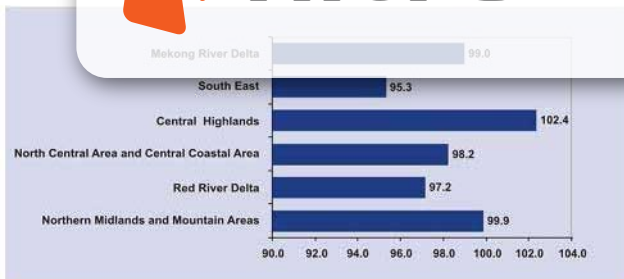 Mekong River Delta 99.0
South East 95.3
Central Highlands 102.4
North Central Area and Central Coastal Area 98.2
Red River Delta 97.2
Northern Midlands and Mountain Areas 99.9
90.0 92.0 94.0 96.0 98.0 100.0 102.0 104.0